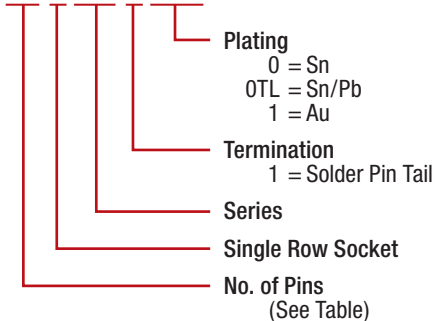 Plating
0 = Sn
0TL = Sn/Pb
1 = Au
Termination
1 = Solder Pin Tail
Series
Single Row Socket
No. of Pins
(See Table)